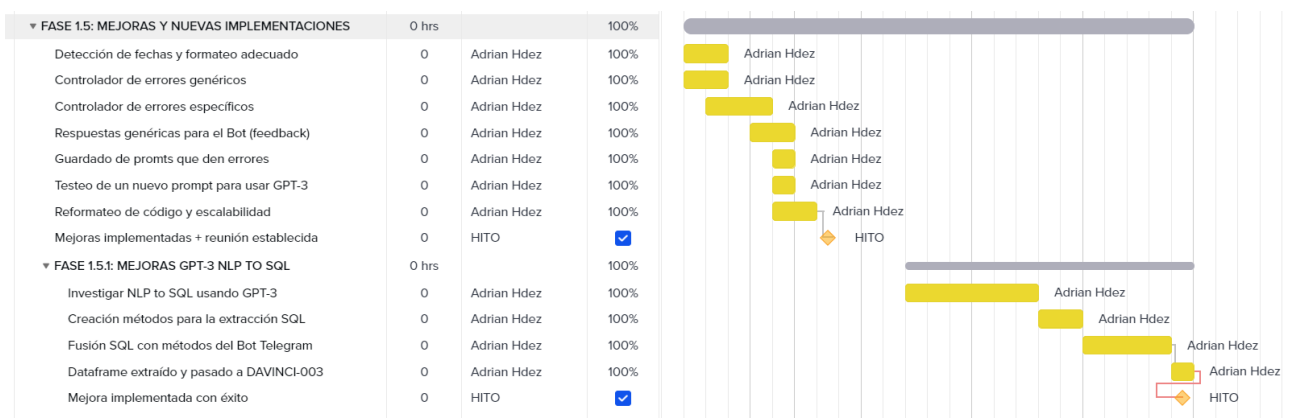 FASE 1.5: MEJORAS Y NUEVAS IMPLEMENTACIONES 0 hrs 100%
Detección de fechas y formateo adecuado 0 Adrian Hdez 100% Adrian Hdez
Controlador de errores genéricos 0 Adrian Hdez 100% Adrian Hdez
Controlador de errores específicos 0 Adrian Hdez 100% Adrian Hdez
Respuestas genéricas para el Bot (feedback) 0 Adrian Hdez 100% Adrian Hdez
Guardado de promts que den errores 0 Adrian Hdez 100% Adrian Hdez
Testeo de un nuevo prompt para usar GPT-3 0 Adrian Hdez 100% Adrian Hdez
Reformateo de código y escalabilidad 0 Adrian Hdez 100% Adrian Hdez
Mejoras implementadas + reunión establecida 0 HITO HITO
FASE 1.5.1: MEJORAS GPT-3 NLP TO SQL 0 hrs 100%
Investigar NLP to SQL usando GPT-3 0 Adrian Hdez 100% Adrian Hdez
Creación métodos para la extracción SQL 0 Adrian Hdez 100% Adrian Hdez
Fusión SQL con métodos del Bot Telegram 0 Adrian Hdez 100% Adrian Hdez
Dataframe extraído y pasado a DAVINCI-003 0 Adrian Hdez 100% Adrian Hdez
Mejora implementada con éxito 0 HITO HITO